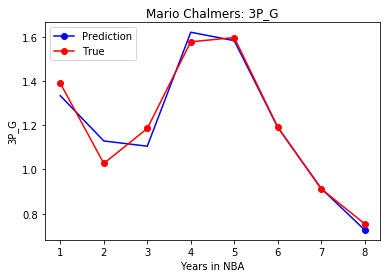 Mario Chalmers: 3P_G
Prediction
True
3P_G
1.6
1.4
1.2
1.0
0.8
1 2 3 4 5 6 7 8
Years in NBA